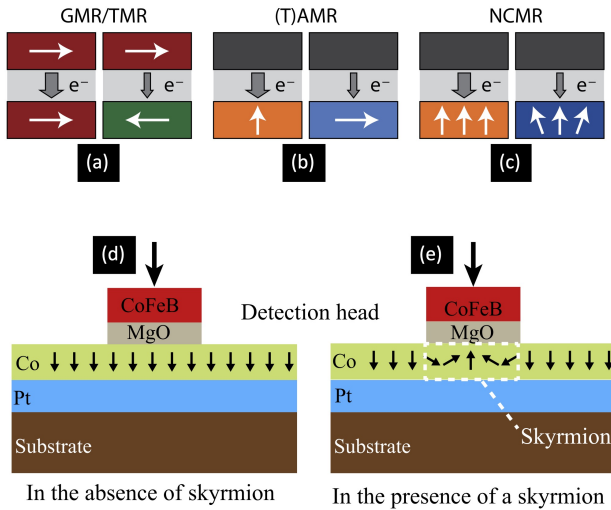 GMR/TMR
(T)AMR
NCMR
e⁻
e⁻
e⁻
e⁻
e⁻
e⁻
(a)
(b)
(c)
(d)
(e)
CoFeB
MgO
Detection head
CoFeB
MgO
Co
Co
Pt
Pt
Substrate
Substrate
Skyrmion
In the absence of skyrmion
In the presence of a skyrmion